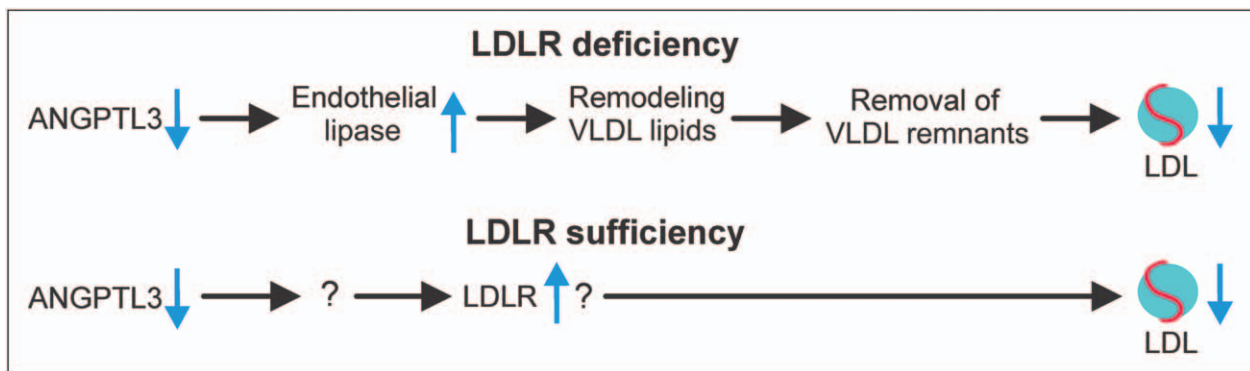 LDLR deficiency
ANGPTL3
Endothelial
lipase
Remodeling
VLDL lipids
Removal of
VLDL remnants
LDL
LDLR sufficiency
ANGPTL3 ? LDLR ?
LDL